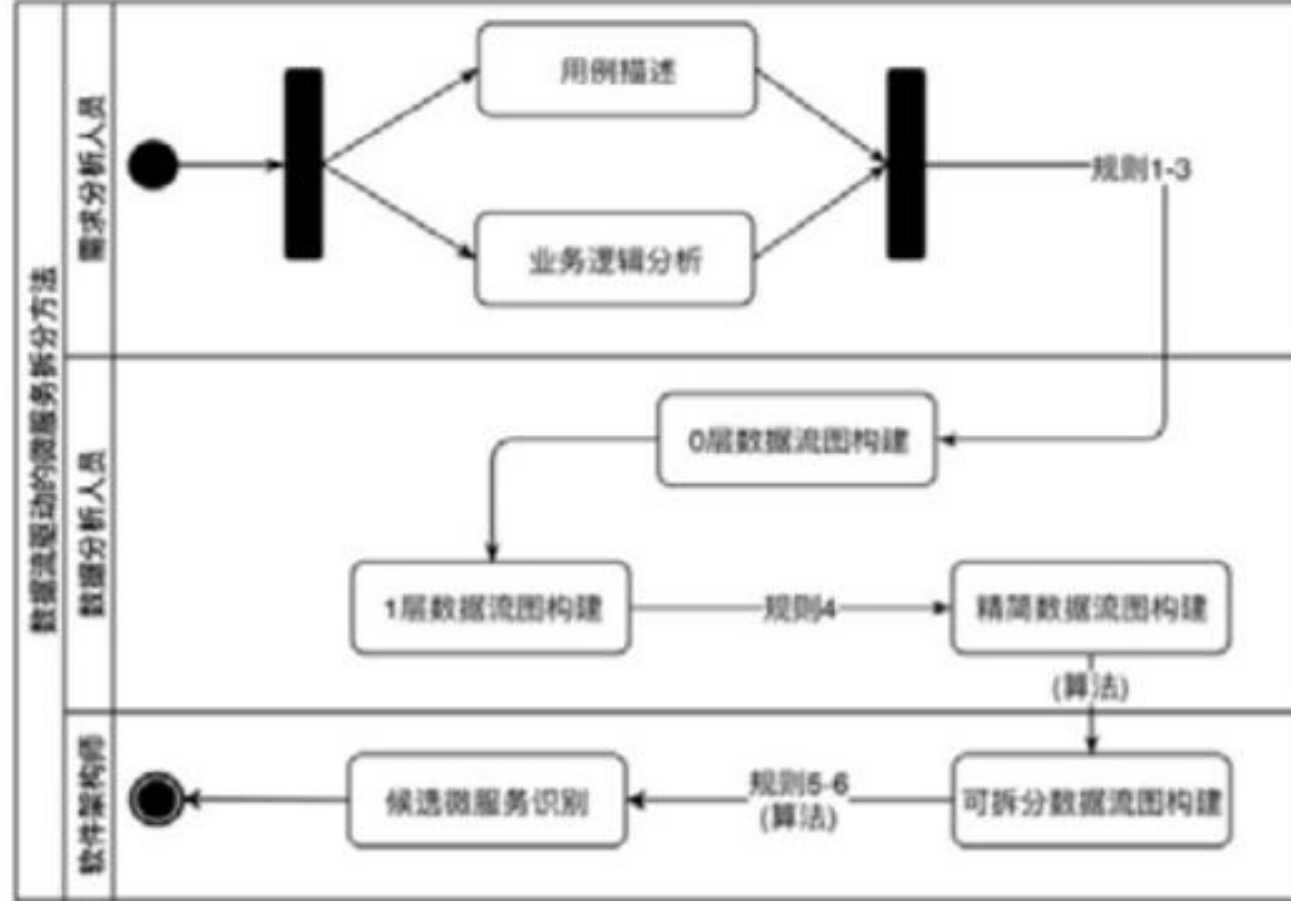 数据流驱动的微服务拆分方法
需求分析人员
用例描述
业务逻辑分析
规则1-3
数据分析人员
0层数据流图构建
1层数据流图构建
规则4
精简数据流图构建
(算法)
软件架构师
候选微服务识别
规则5-6
(算法)
可拆分数据流图构建